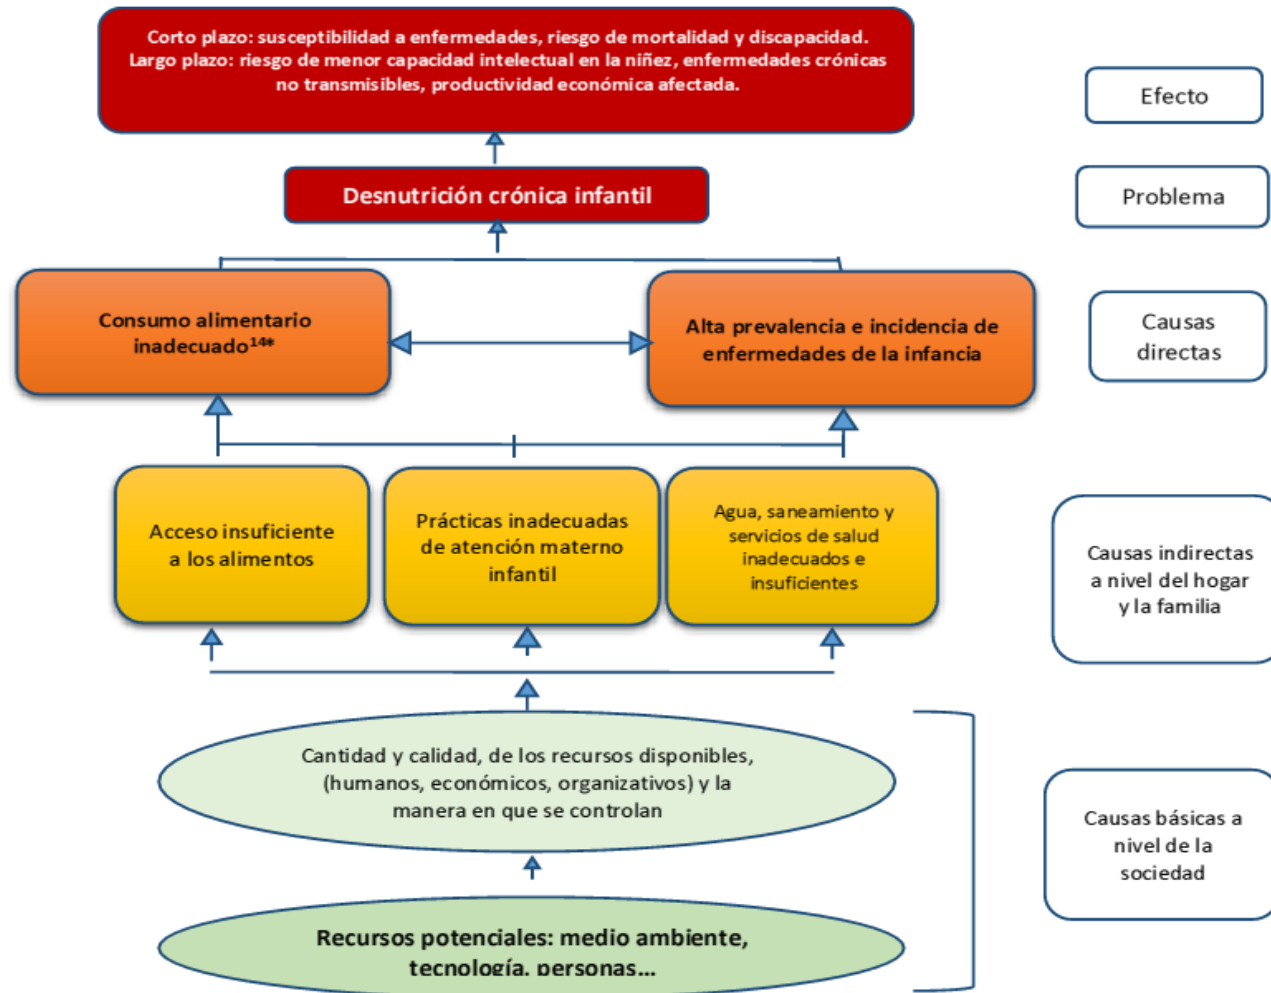 Corto plazo: susceptibilidad a enfermedades, riesgo de mortalidad y discapacidad.
Largo plazo: riesgo de menor capacidad intelectual en la niñez, enfermedades crónicas
no transmisibles, productividad económica afectada.
Efecto
Desnutrición crónica infantil
Problema
Consumo alimentario
inadecuado¹⁴*
Alta prevalencia e incidencia de
enfermedades de la infancia
Causas
directas
Acceso insuficiente
a los alimentos
Prácticas inadecuadas
de atención materno
infantil
Agua, saneamiento y
servicios de salud
inadecuados e
insuficientes
Causas indirectas
a nivel del hogar
y la familia
Cantidad y calidad, de los recursos disponibles,
(humanos, económicos, organizativos) y la
manera en que se controlan
Causas básicas a
nivel de la
sociedad
Recursos potenciales: medio ambiente,
tecnología, personas...